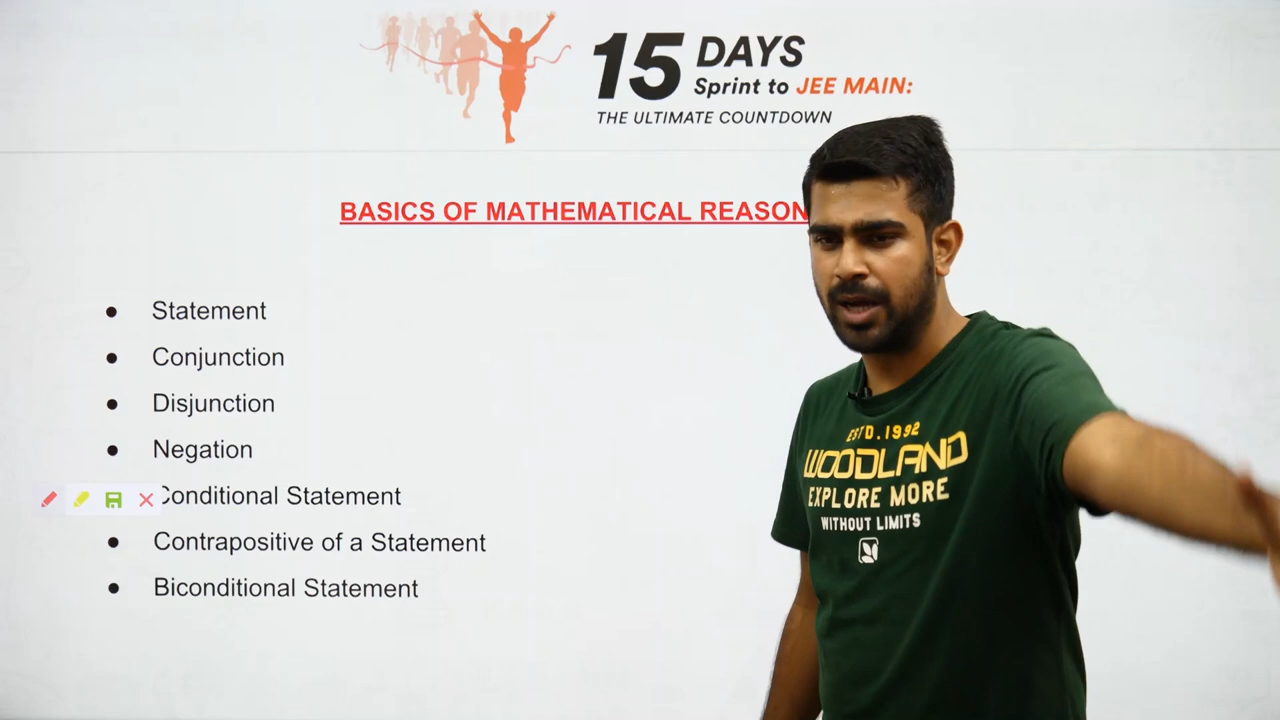 15 DAYS
Sprint to JEE MAIN:
THE ULTIMATE COUNTDOWN
BASICS OF MATHEMATICAL REASON
● Statement
● Conjunction
● Disjunction
● Negation
Conditional Statement
● Contrapositive of a Statement
● Biconditional Statement
ESTD.1992
WOODLAND
EXPLORE MORE
WITHOUT LIMITS